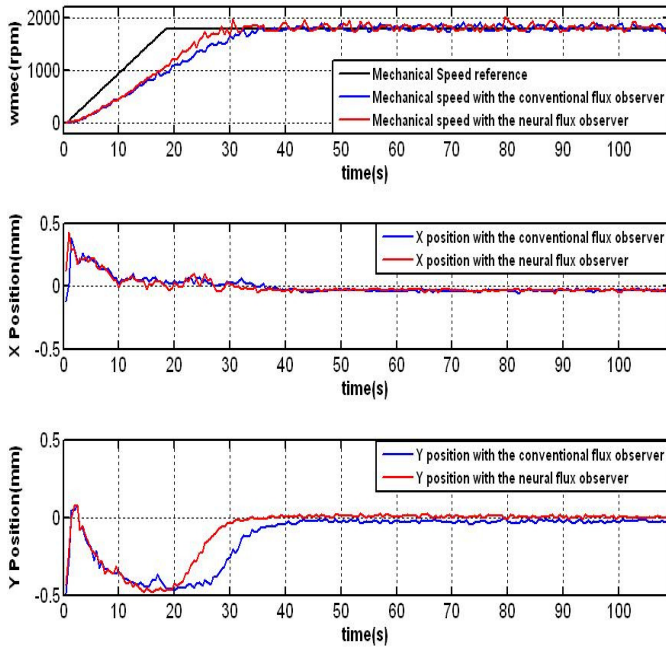 wmec(rpm)
2000
1000
0
Mechanical Speed reference
Mechanical speed with the conventional flux observer
Mechanical speed with the neural flux observer
0 10 20 30 40 50 60 70 80 90 100
time(s)
X Position(mm)
0.5
0
-0.5
X position with the conventional flux observer
X position with the neural flux observer
0 10 20 30 40 50 60 70 80 90 100
time(s)
Y Position(mm)
0.5
0
-0.5
Y position with the conventional flux observer
Y position with the neural flux observer
0 10 20 30 40 50 60 70 80 90 100
time(s)